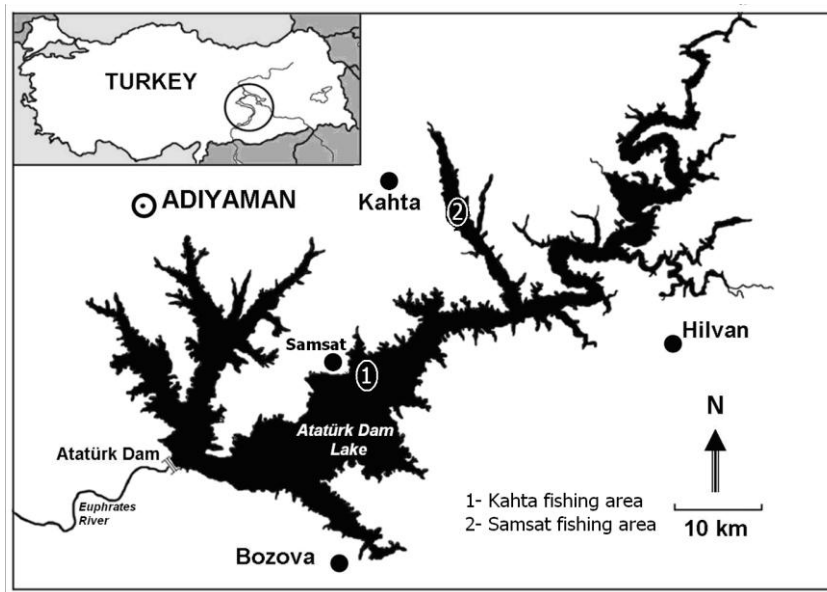 TURKEY
ADIYAMAN
Kahta
2
Samsat
1
Hilvan
Atatürk Dam
Lake
Atatürk Dam
Euphrates
River
Bozova
N
1- Kahta fishing area
2- Samsat fishing area
10 km